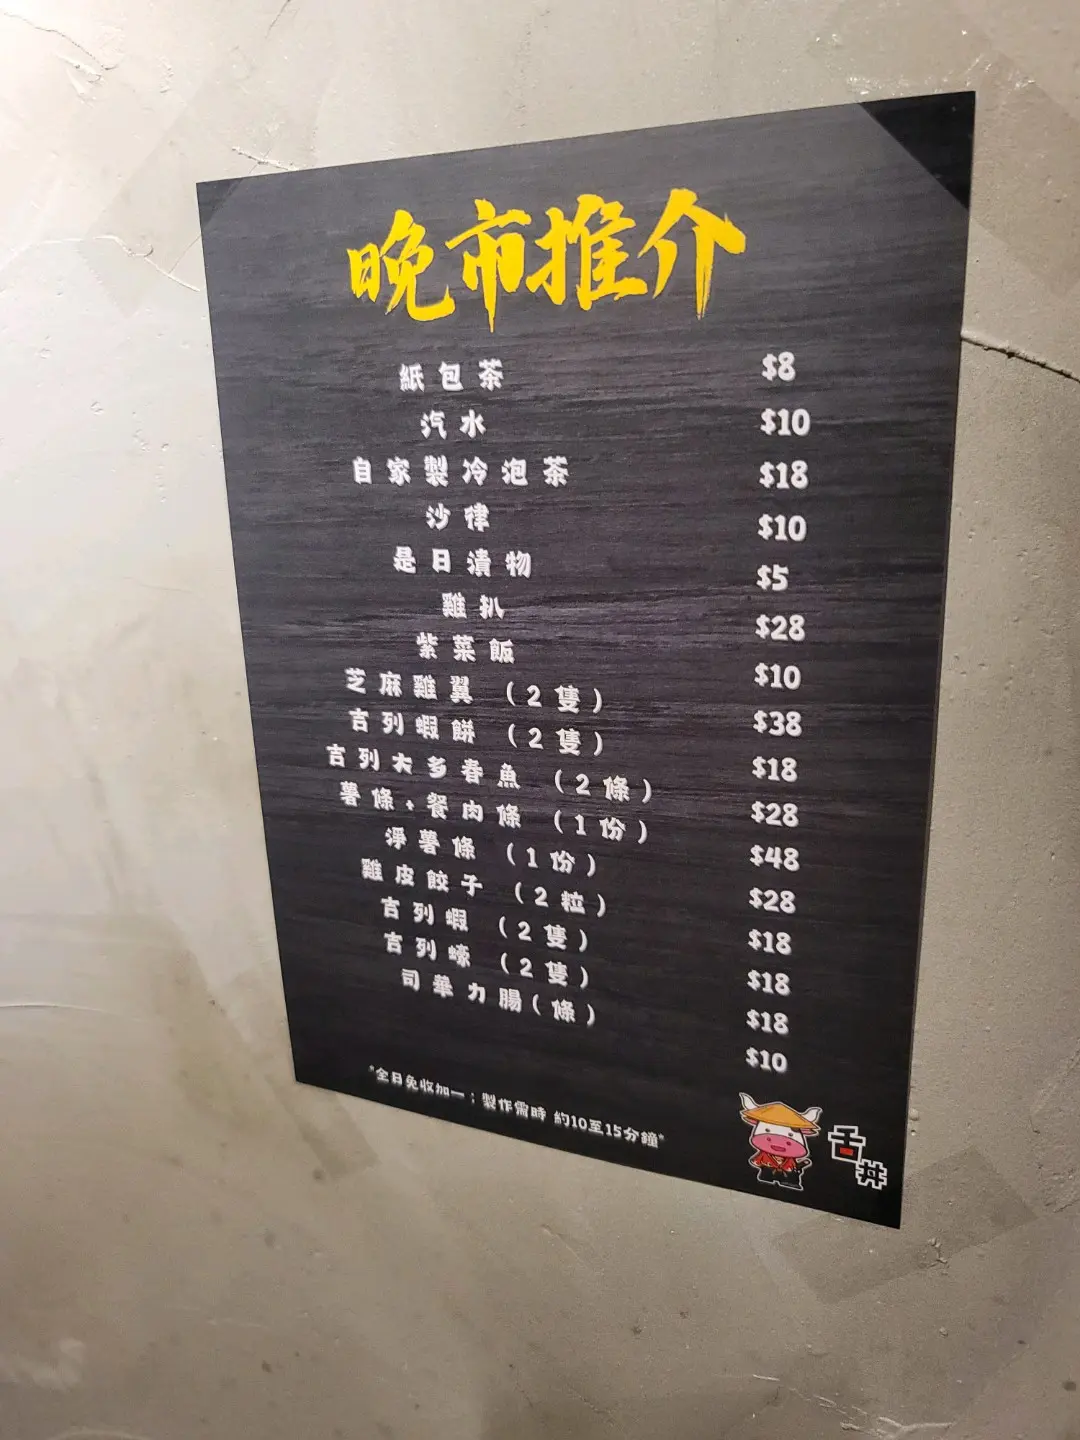 晚市推介
紙包茶 $8
汽水 $10
自家製冷泡茶 $18
沙律 $10
是日漬物 $5
雞扒 $28
紫菜飯 $10
芝麻雞翼 (2隻) $38
吉列蝦餅 (2隻) $18
吉列大多春魚 (2條) $28
薯條+餐肉條 (1份) $48
淨薯條 (1份) $28
雞皮餃子 (2粒) $18
吉列蝦 (2隻) $18
吉列蠔 (2隻) $18
司華力腸(條) $10
*全日免收加一；製作需時 約10至15分鐘*
舌
丼